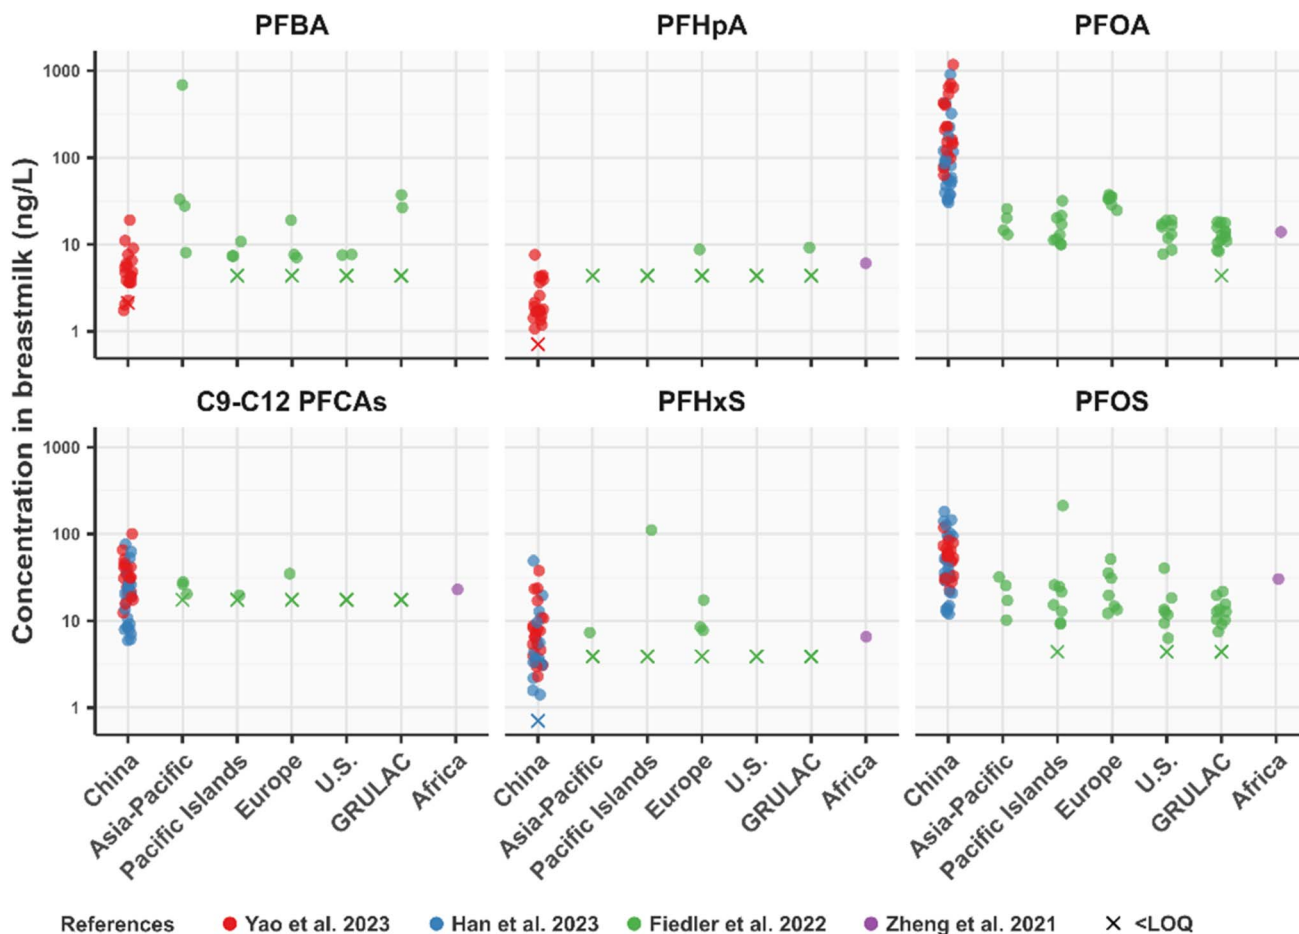 PFBA PFHpA PFOA
Concentration in breastmilk (ng/L)
1000
100
10
1
C9-C12 PFCAs PFHxS PFOS
1000
100
10
1
China Asia-Pacific Pacific Islands Europe U.S. GRULAC Africa
China Asia-Pacific Pacific Islands Europe U.S. GRULAC Africa
China Asia-Pacific Pacific Islands Europe U.S. GRULAC Africa
References Yao et al. 2023 Han et al. 2023 Fiedler et al. 2022 Zheng et al. 2021 <LOQ